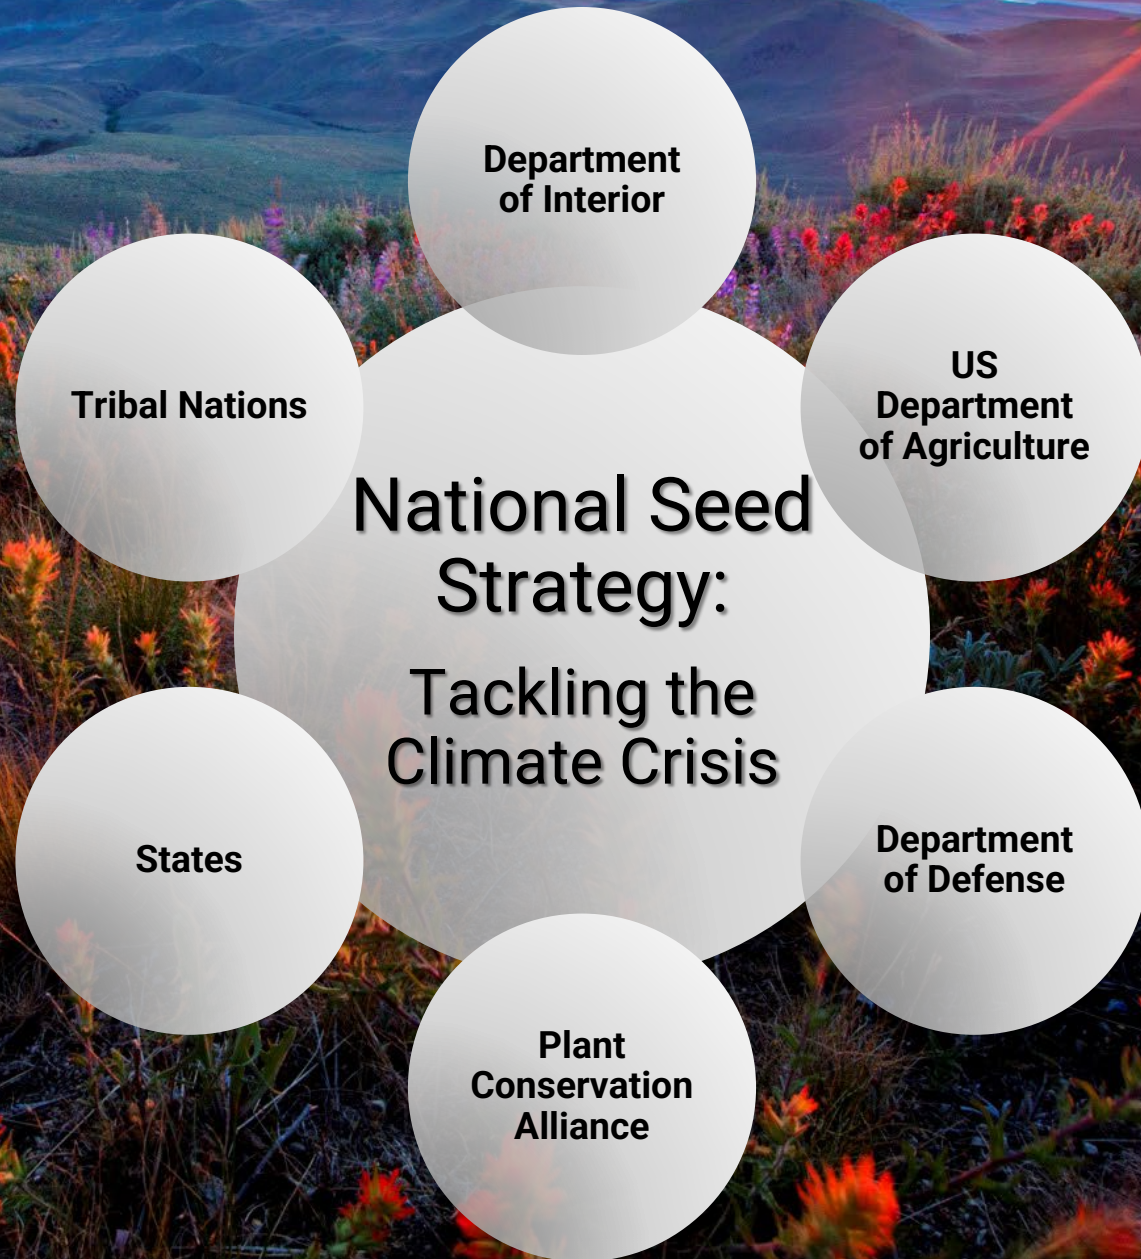 Department
of Interior
US
Department
of Agriculture
Tribal Nations
National Seed
Strategy:
Tackling the
Climate Crisis
Department
of Defense
States
Plant
Conservation
Alliance